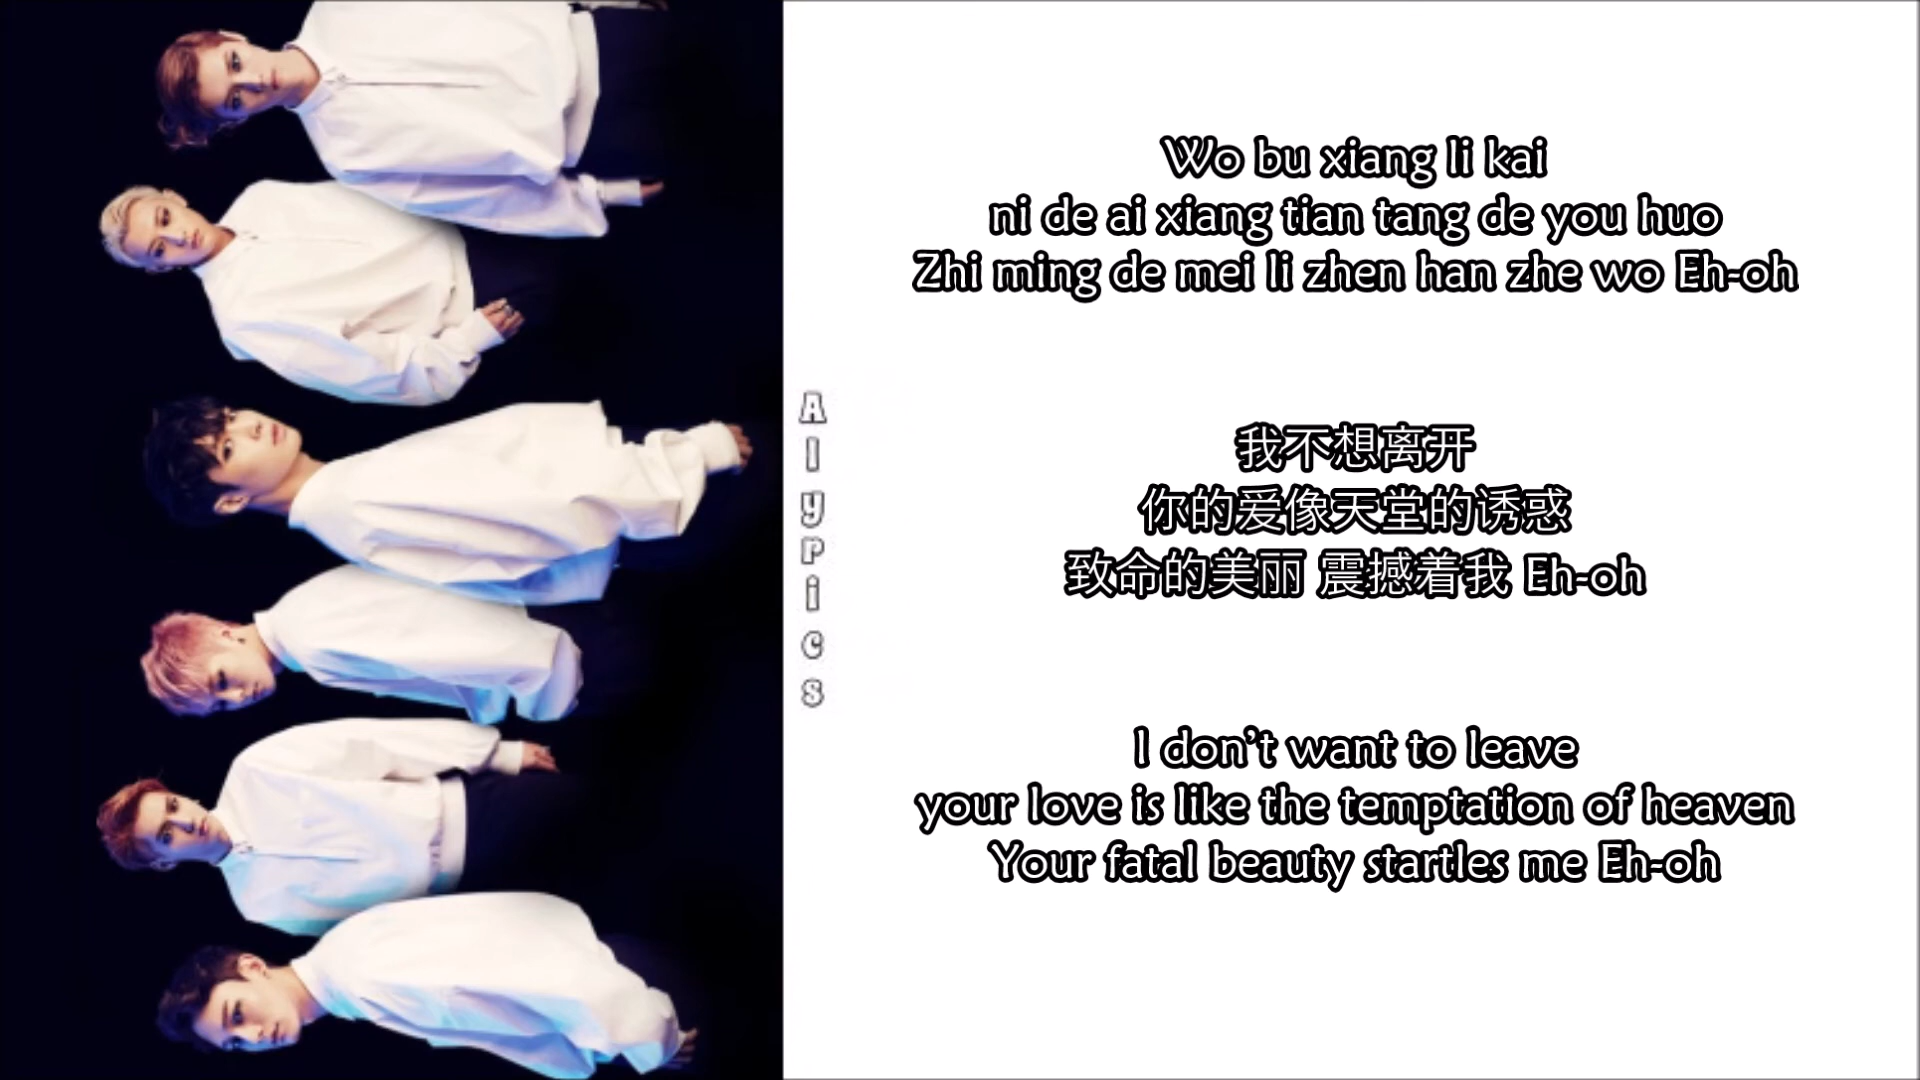 Alyrics
Wo bu xiang li kai
ni de ai xiang tian tang de you huo
Zhi ming de mei li zhen han zhe wo Eh-oh
我不想离开
你的爱像天堂的诱惑
致命的美丽 震撼着我 Eh-oh
I don't want to leave
your love is like the temptation of heaven
Your fatal beauty startles me Eh-oh